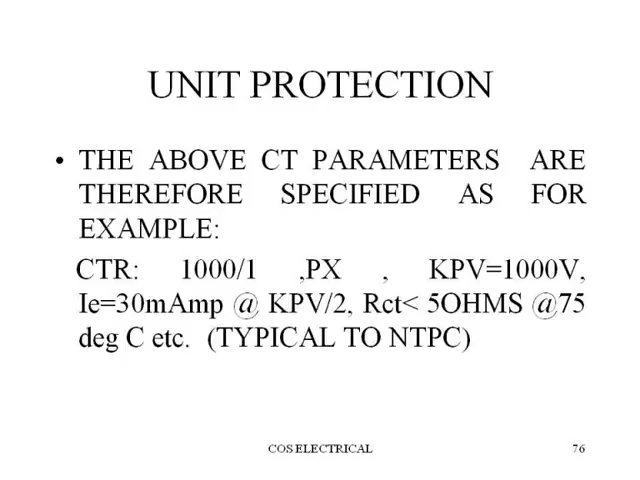 UNIT PROTECTION
• THE ABOVE CT PARAMETERS ARE
THEREFORE SPECIFIED AS FOR
EXAMPLE:
CTR: 1000/1 ,PX , KPV=1000V,
Ie=30mAmp @ KPV/2, Rct< 5OHMS @75
deg C etc. (TYPICAL TO NTPC)
COS ELECTRICAL
76